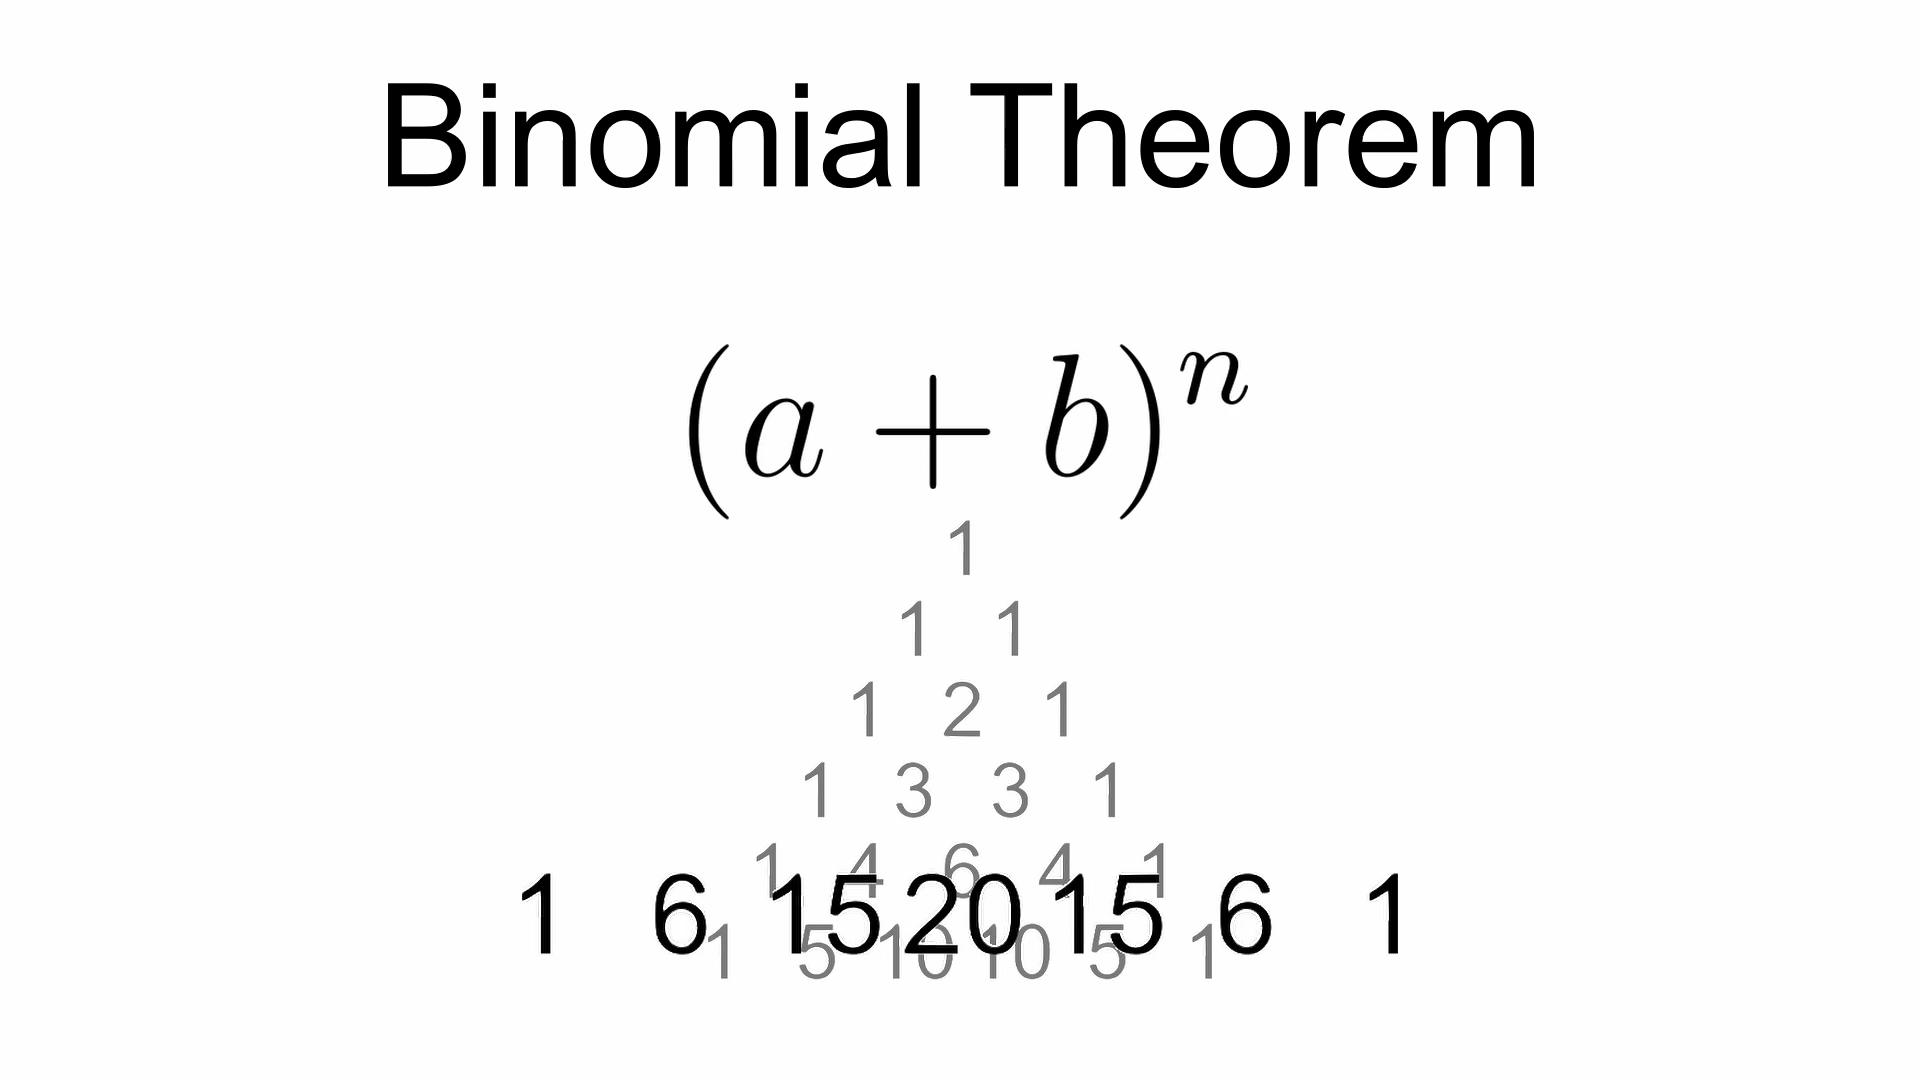 Binomial Theorem
(a + b)^n
1
1 1
1 2 1
1 3 3 1
1 4 6 4 1
1 6 15 20 15 6 1
1 5 10 10 5 1